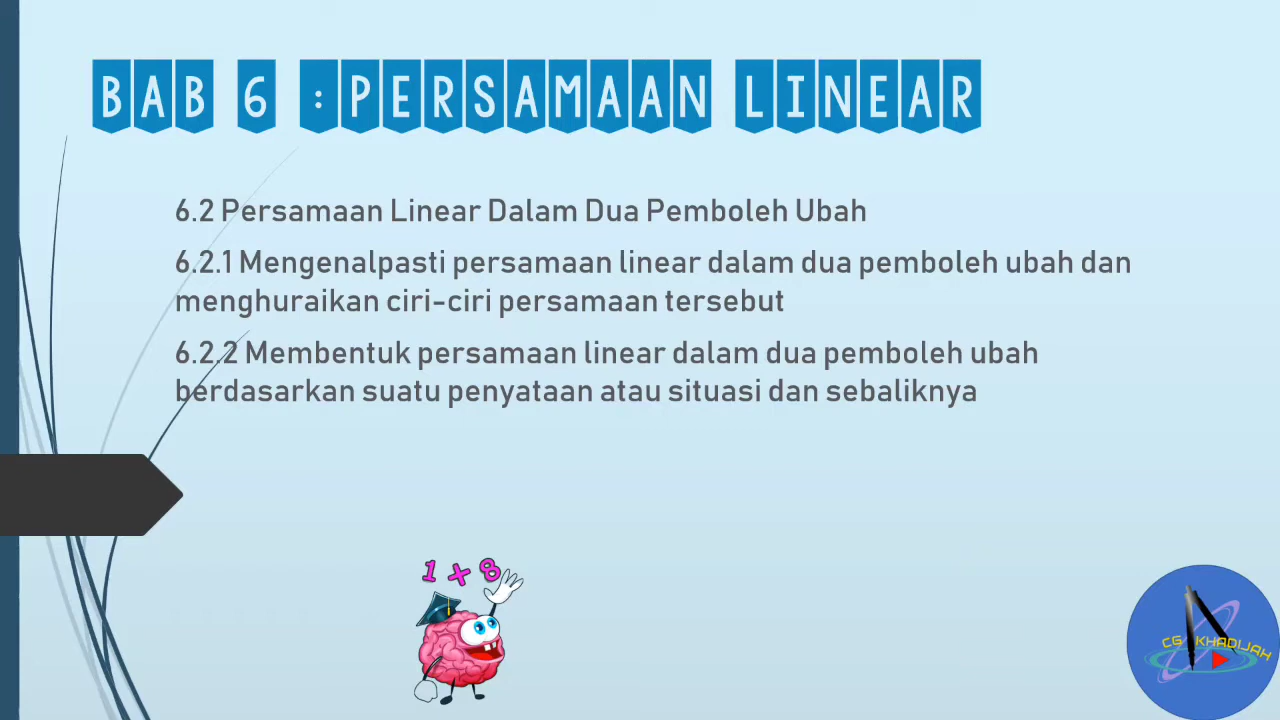 BAB 6 :PERSAMAAN LINEAR
6.2 Persamaan Linear Dalam Dua Pemboleh Ubah
6.2.1 Mengenalpasti persamaan linear dalam dua pemboleh ubah dan
menghuraikan ciri-ciri persamaan tersebut
6.2.2 Membentuk persamaan linear dalam dua pemboleh ubah
berdasarkan suatu penyataan atau situasi dan sebaliknya
1 + 8
CG KHADIJAH